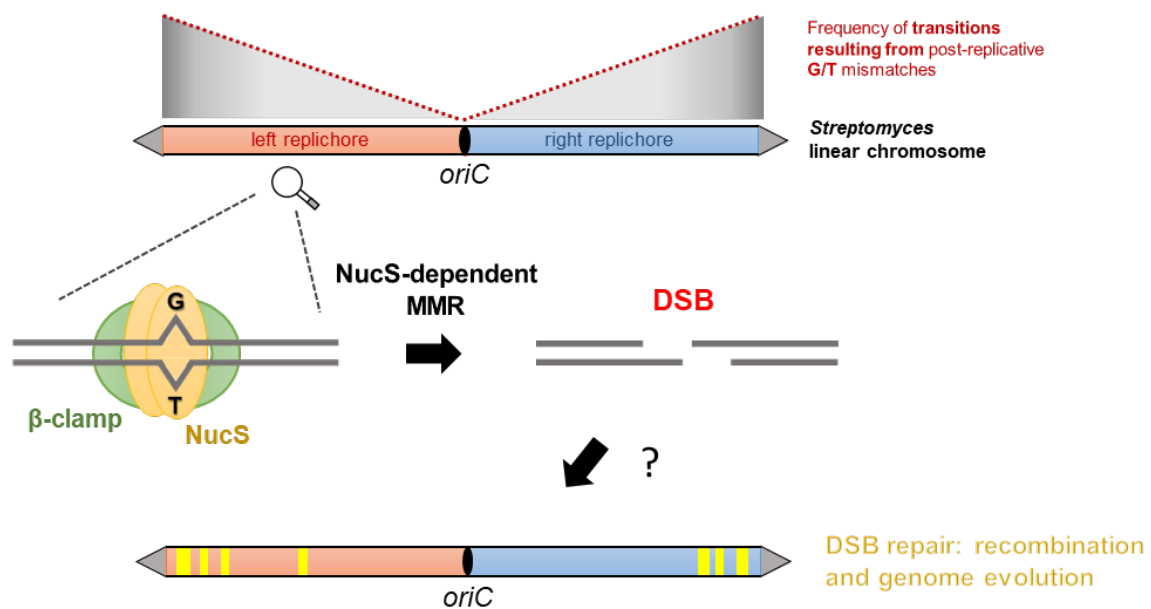 Frequency of transitions
resulting from post-replicative
G/T mismatches
left replichore
right replichore
Streptomyces
linear chromosome
oriC
NucS-dependent
MMR
DSB
G
T
β-clamp
NucS
?
DSB repair: recombination
and genome evolution
oriC